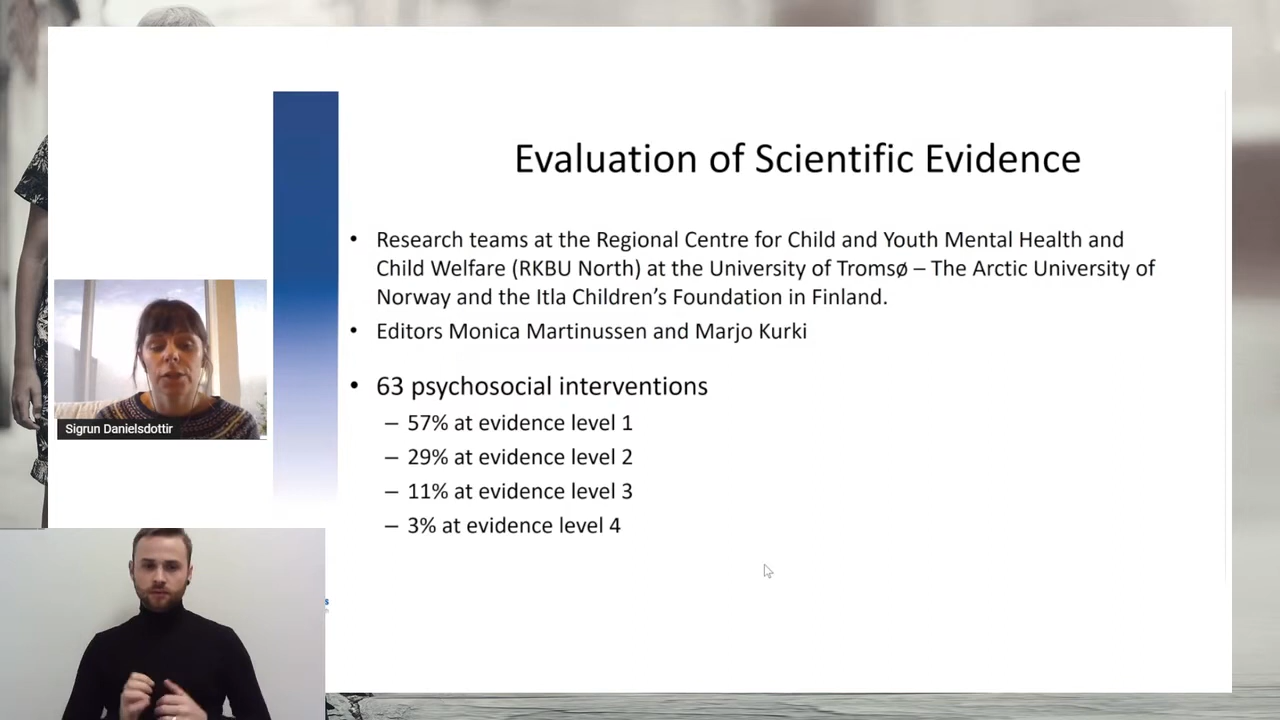 Evaluation of Scientific Evidence
• Research teams at the Regional Centre for Child and Youth Mental Health and
Child Welfare (RKBU North) at the University of Tromsø – The Arctic University of
Norway and the Itla Children’s Foundation in Finland.
• Editors Monica Martinussen and Marjo Kurki
• 63 psychosocial interventions
– 57% at evidence level 1
– 29% at evidence level 2
– 11% at evidence level 3
– 3% at evidence level 4
Sigrun Danielsdottir